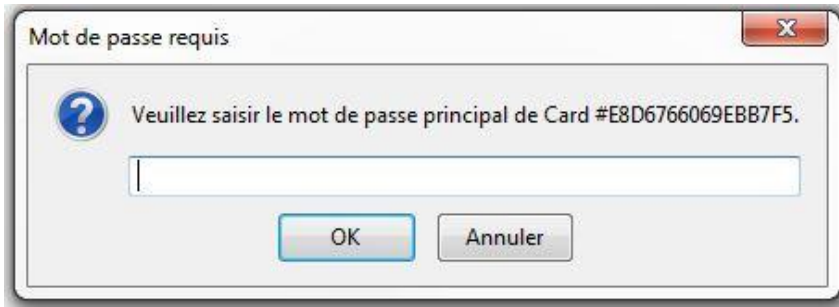 Mot de passe requis
Veuillez saisir le mot de passe principal de Card #E8D6766069EBB7F5.
OK
Annuler